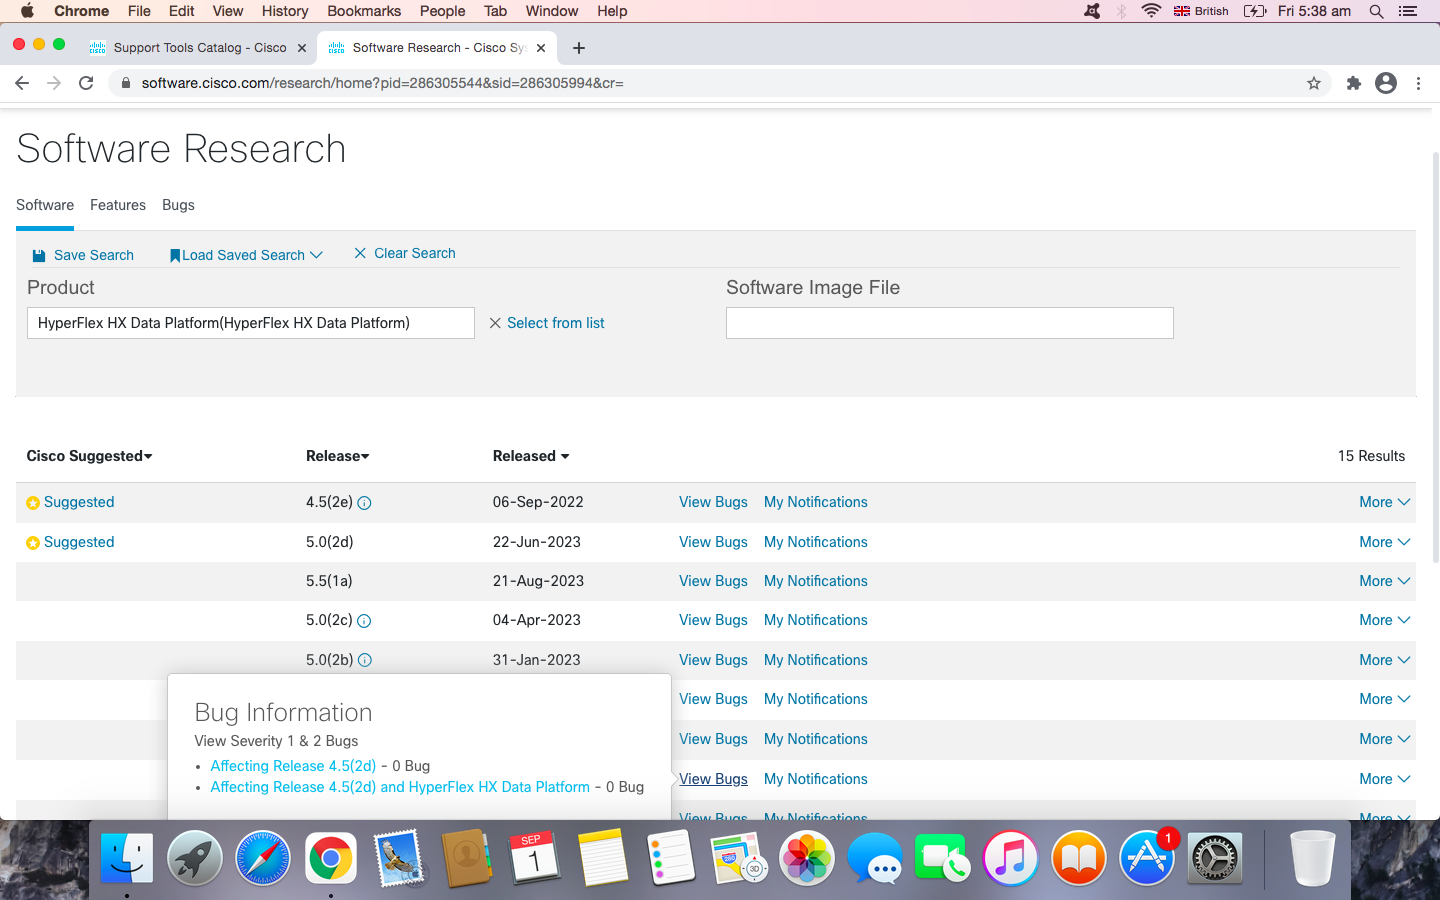 Chrome File Edit View History Bookmarks People Tab Window Help British Fri 5:38 am
Support Tools Catalog - Cisco Software Research - Cisco Sys
software.cisco.com/research/home?pid=286305544&sid=286305994&cr=
Software Research
Software Features Bugs
Save Search Load Saved Search Clear Search
Product Software Image File
HyperFlex HX Data Platform(HyperFlex HX Data Platform) Select from list
Cisco Suggested Release Released 15 Results
Suggested 4.5(2e) 06-Sep-2022 View Bugs My Notifications More
Suggested 5.0(2d) 22-Jun-2023 View Bugs My Notifications More
5.5(1a) 21-Aug-2023 View Bugs My Notifications More
5.0(2c) 04-Apr-2023 View Bugs My Notifications More
5.0(2b) 31-Jan-2023 View Bugs My Notifications More
View Bugs My Notifications More
Bug Information
View Severity 1 & 2 Bugs
View Bugs My Notifications More
• Affecting Release 4.5(2d) - 0 Bug
View Bugs My Notifications More
• Affecting Release 4.5(2d) and HyperFlex HX Data Platform - 0 Bug
View Bugs My Notifications More
SEP
1
280
3D
1